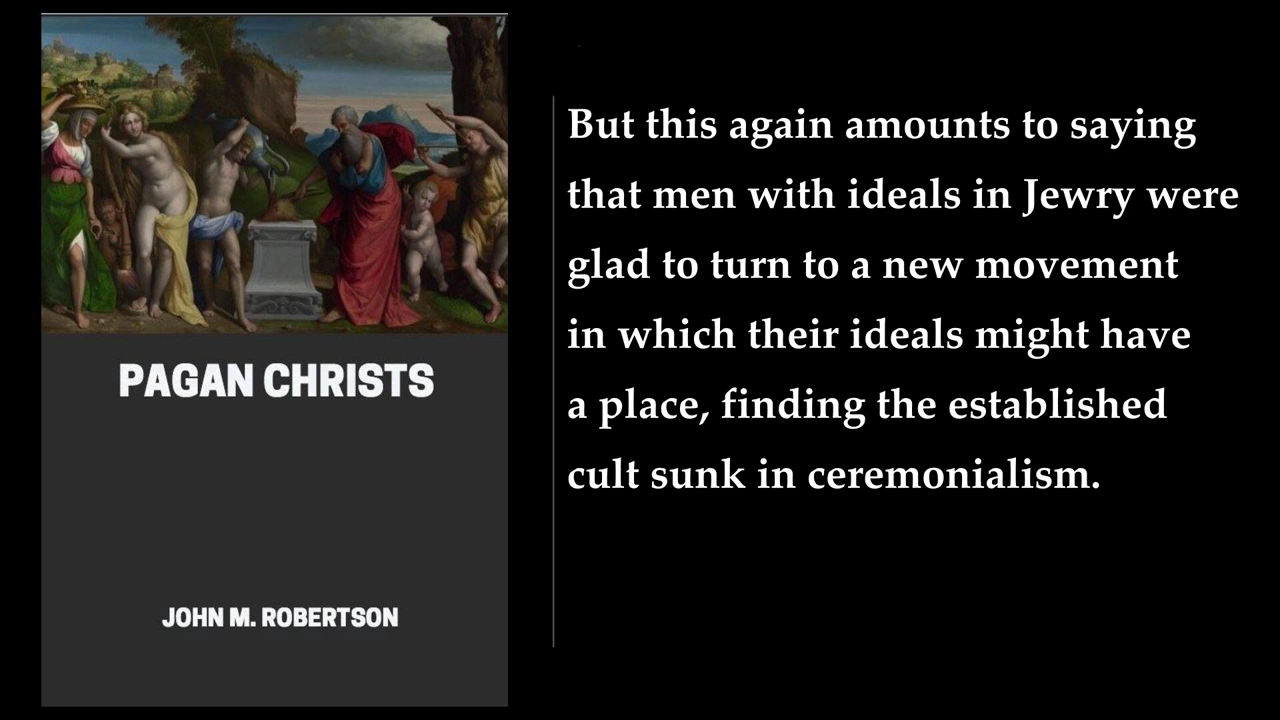 PAGAN CHRISTS
JOHN M. ROBERTSON
But this again amounts to saying
that men with ideals in Jewry were
glad to turn to a new movement
in which their ideals might have
a place, finding the established
cult sunk in ceremonialism.